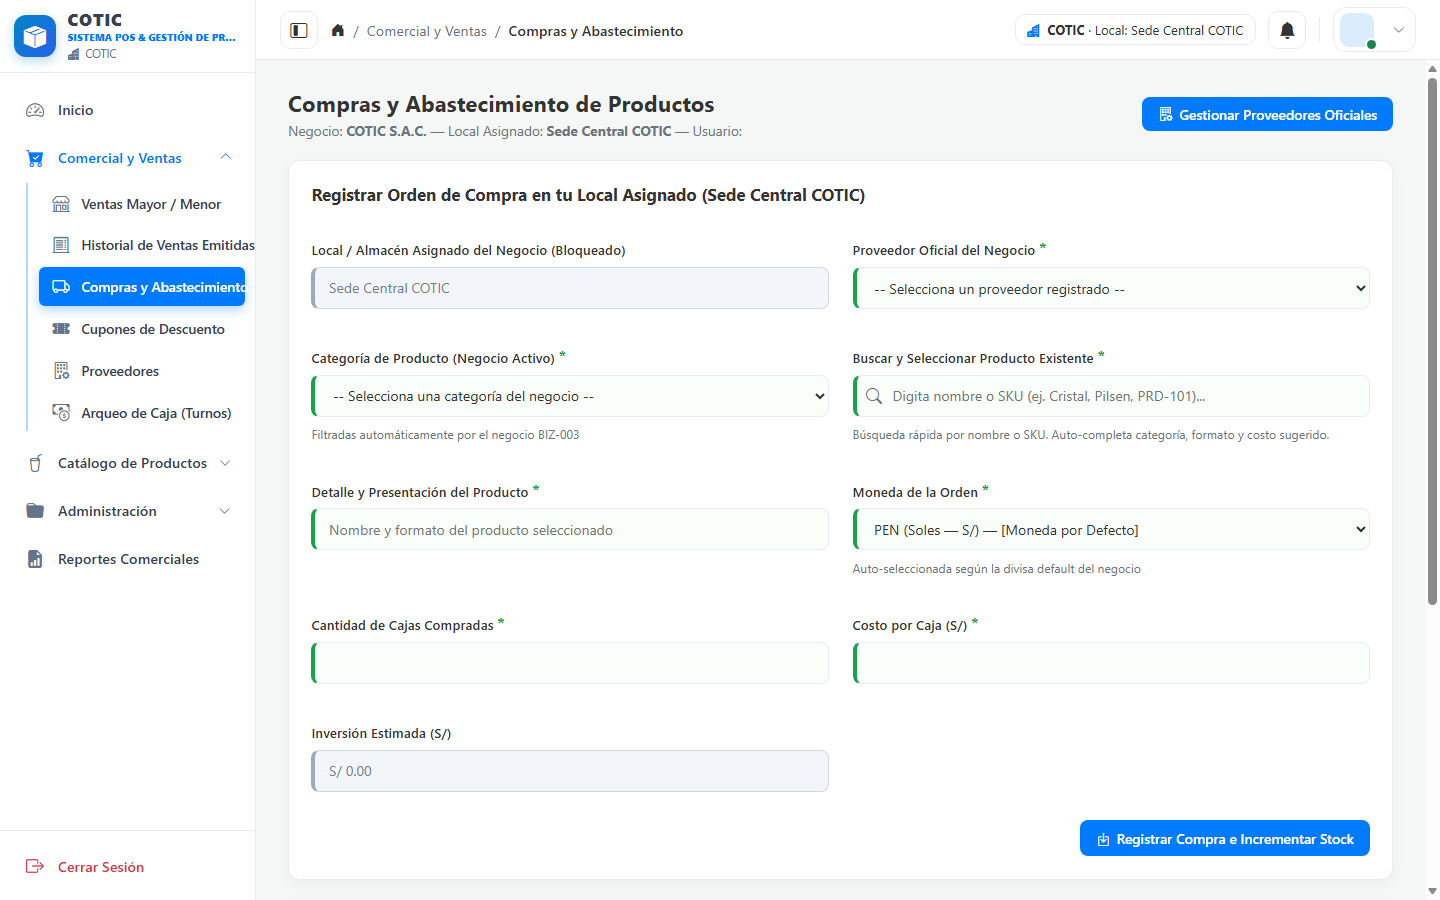 COTIC
SISTEMA POS & GESTIÓN DE PR...
COTIC
Inicio
Comercial y Ventas
Ventas Mayor / Menor
Historial de Ventas Emitidas
Compras y Abastecimiento
Cupones de Descuento
Proveedores
Arqueo de Caja (Turnos)
Catálogo de Productos
Administración
Reportes Comerciales
Cerrar Sesión
/ Comercial y Ventas / Compras y Abastecimiento
COTIC · Local: Sede Central COTIC
Compras y Abastecimiento de Productos
Negocio: COTIC S.A.C. — Local Asignado: Sede Central COTIC — Usuario:
Gestionar Proveedores Oficiales
Registrar Orden de Compra en tu Local Asignado (Sede Central COTIC)
Local / Almacén Asignado del Negocio (Bloqueado)
Sede Central COTIC
Proveedor Oficial del Negocio *
-- Selecciona un proveedor registrado --
Categoría de Producto (Negocio Activo) *
-- Selecciona una categoría del negocio --
Filtradas automáticamente por el negocio BIZ-003
Buscar y Seleccionar Producto Existente *
Digita nombre o SKU (ej. Cristal, Pilsen, PRD-101)...
Búsqueda rápida por nombre o SKU. Auto-completa categoría, formato y costo sugerido.
Detalle y Presentación del Producto *
Nombre y formato del producto seleccionado
Moneda de la Orden *
PEN (Soles — S/) — [Moneda por Defecto]
Auto-seleccionada según la divisa default del negocio
Cantidad de Cajas Compradas *
Costo por Caja (S/) *
Inversión Estimada (S/)
S/ 0.00
Registrar Compra e Incrementar Stock